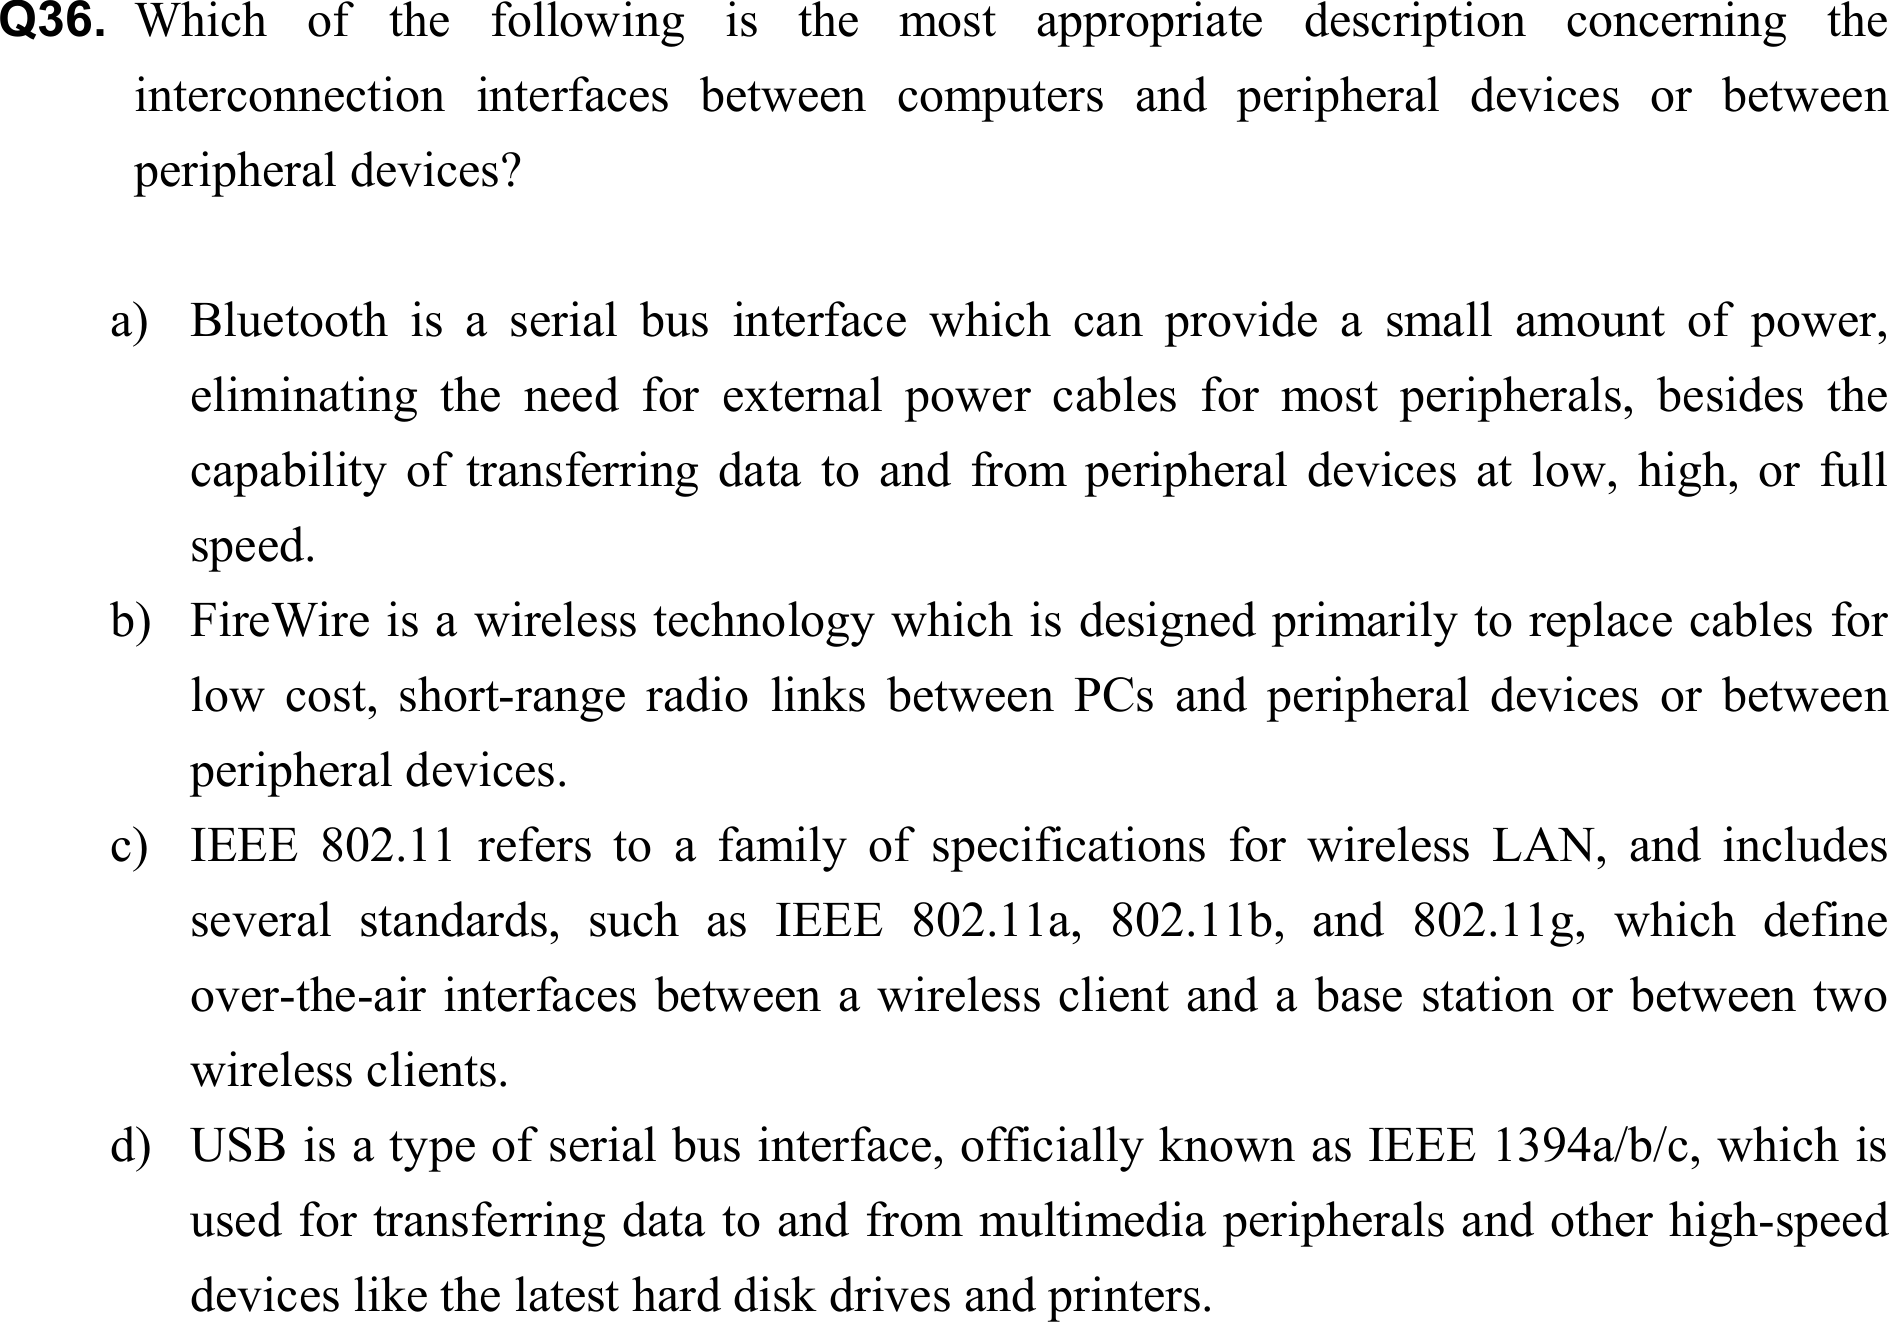 Q36. Which of the following is the most appropriate description concerning the
interconnection interfaces between computers and peripheral devices or between
peripheral devices?
a) Bluetooth is a serial bus interface which can provide a small amount of power,
eliminating the need for external power cables for most peripherals, besides the
capability of transferring data to and from peripheral devices at low, high, or full
speed.
b) FireWire is a wireless technology which is designed primarily to replace cables for
low cost, short-range radio links between PCs and peripheral devices or between
peripheral devices.
c) IEEE 802.11 refers to a family of specifications for wireless LAN, and includes
several standards, such as IEEE 802.11a, 802.11b, and 802.11g, which define
over-the-air interfaces between a wireless client and a base station or between two
wireless clients.
d) USB is a type of serial bus interface, officially known as IEEE 1394a/b/c, which is
used for transferring data to and from multimedia peripherals and other high-speed
devices like the latest hard disk drives and printers.